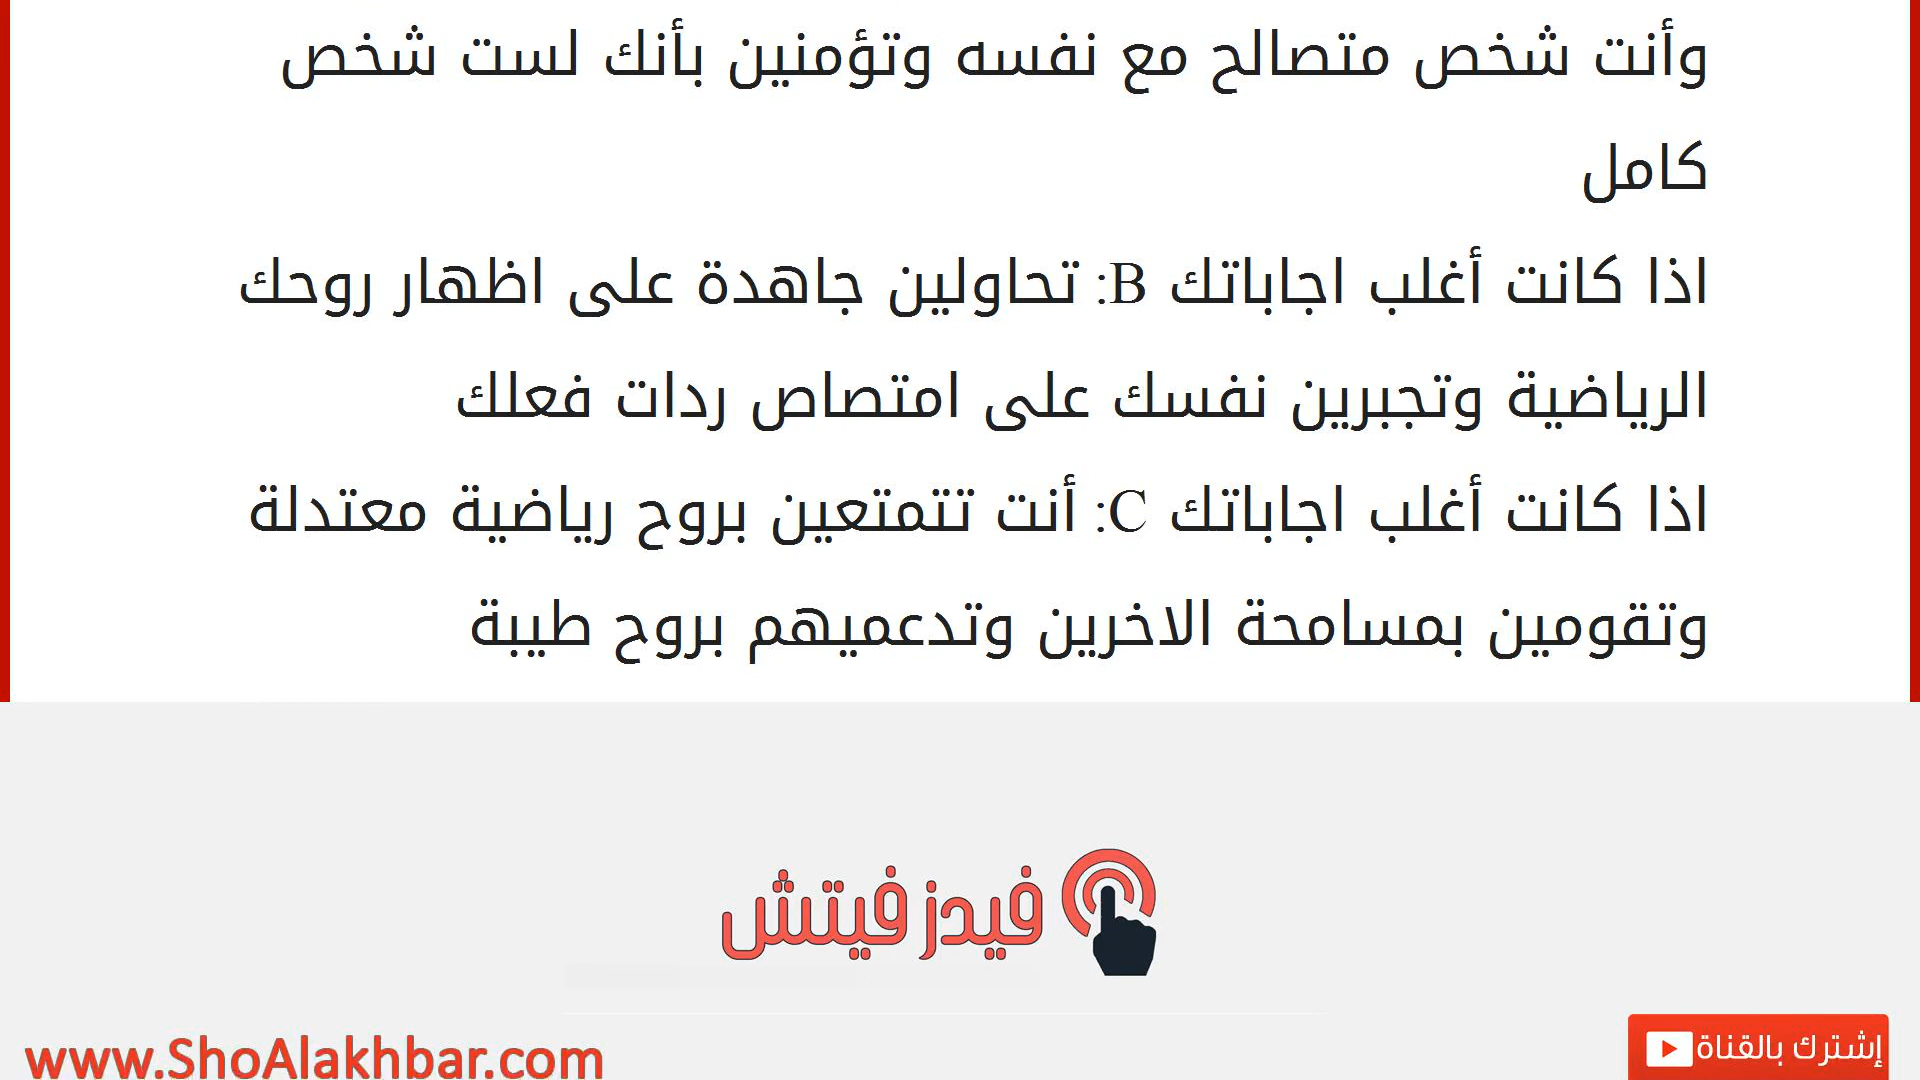 وأنت شخص متصالح مع نفسه وتؤمنين بأنك لست شخص
كامل
اذا كانت أغلب اجاباتك B: تحاولين جاهدة على اظهار روحك
الرياضية وتجبرين نفسك على امتصاص ردات فعلك
اذا كانت أغلب اجاباتك C: أنت تتمتعين بروح رياضية معتدلة
وتقومين بمسامحة الاخرين وتدعميهم بروح طيبة
فيدز فيتش
www.ShoAlakhbar.com
إشترك بالقناة